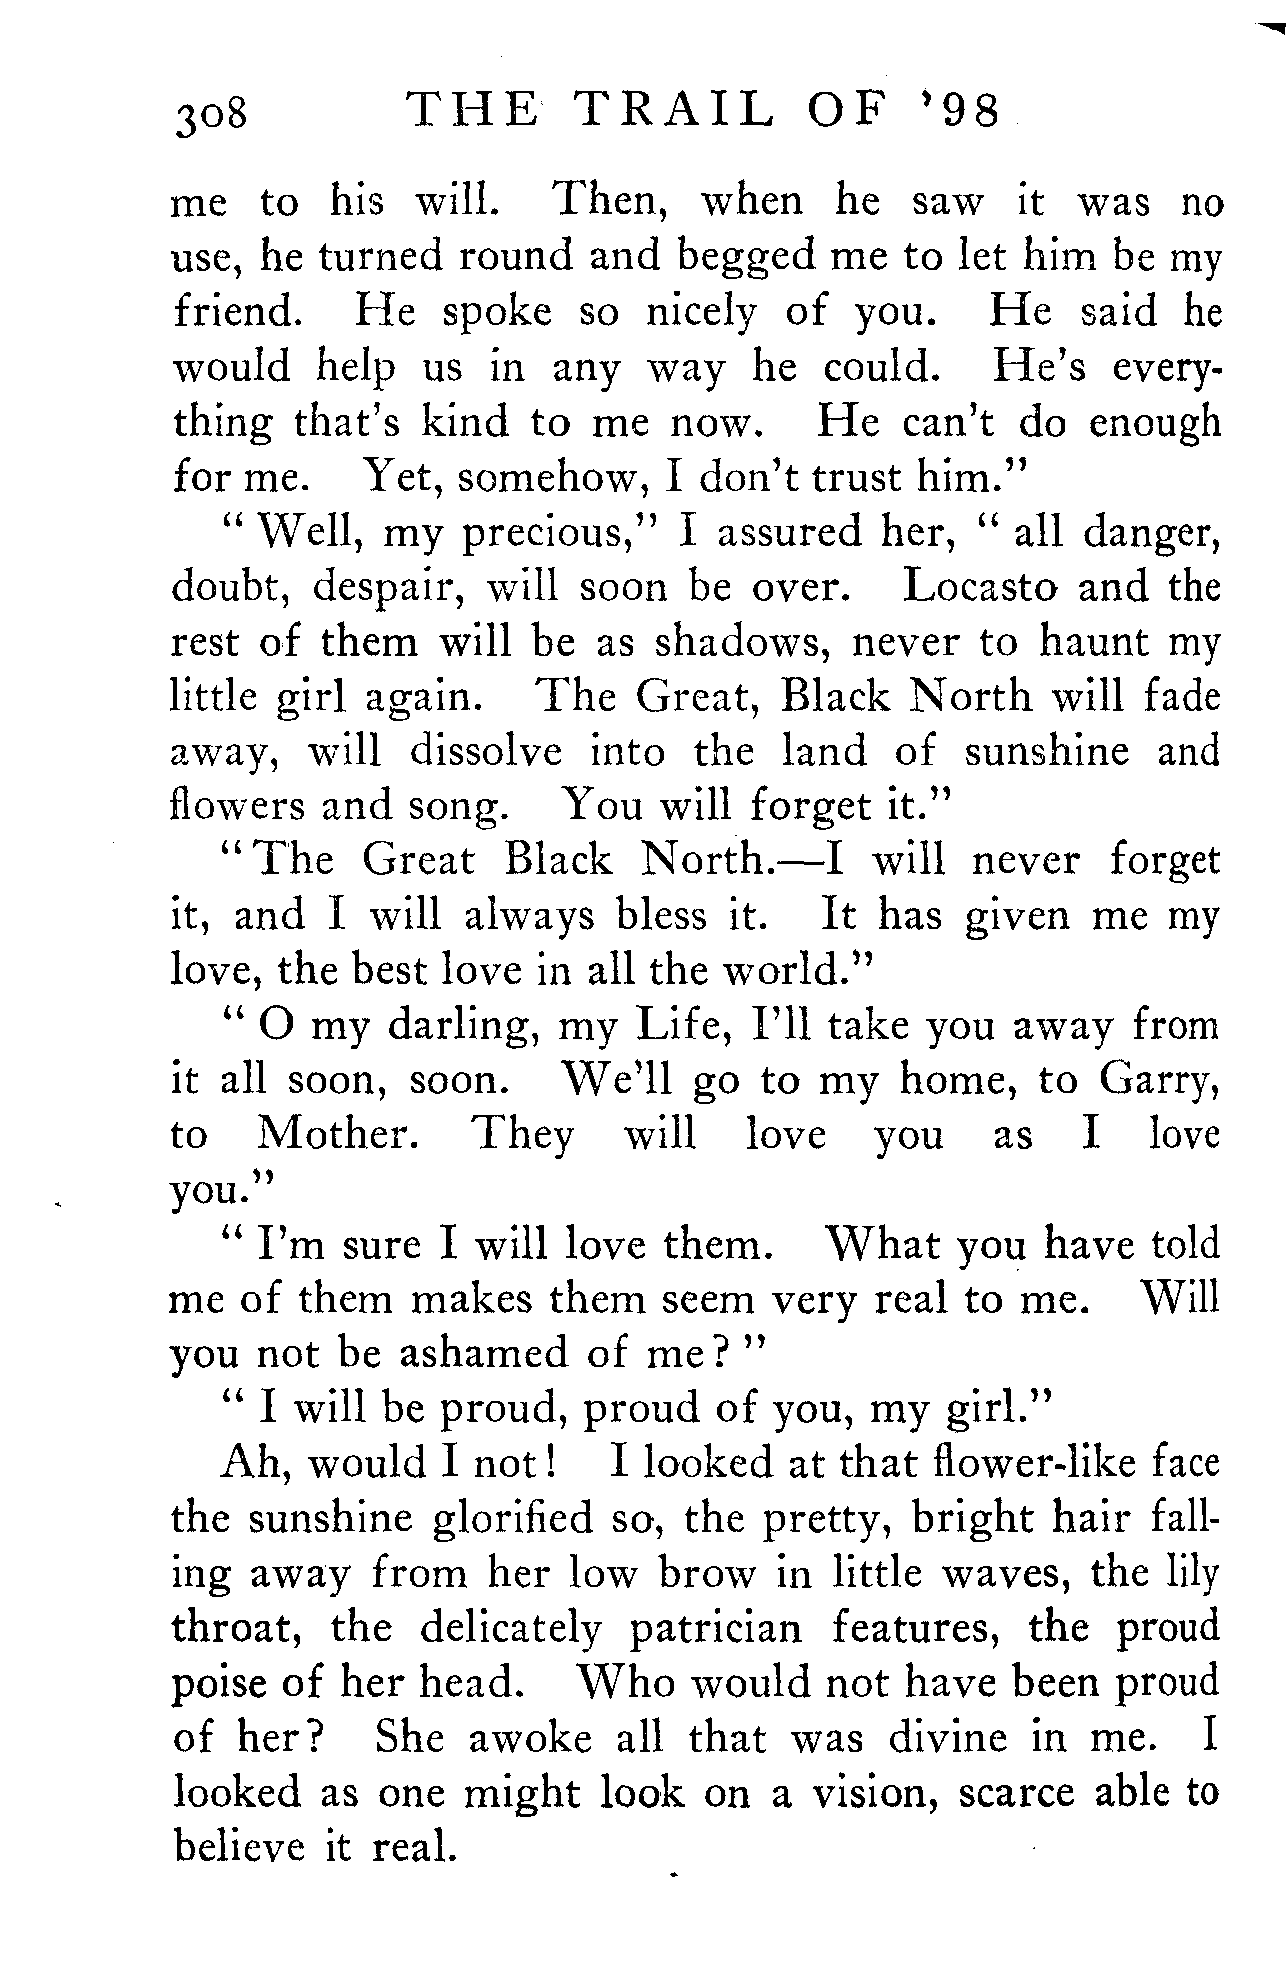 308 THE TRAIL OF '98
me to his will. Then, when he saw it was no
use, he turned round and begged me to let him be my
friend. He spoke so nicely of you. He said he
would help us in any way he could. He's every-
thing that's kind to me now. He can't do enough
for me. Yet, somehow, I don't trust him."
" Well, my precious," I assured her, " all danger,
doubt, despair, will soon be over. Locasto and the
rest of them will be as shadows, never to haunt my
little girl again. The Great, Black North will fade
away, will dissolve into the land of sunshine and
flowers and song. You will forget it."
" The Great Black North.—I will never forget
it, and I will always bless it. It has given me my
love, the best love in all the world."
" O my darling, my Life, I'll take you away from
it all soon, soon. We'll go to my home, to Garry,
to Mother. They will love you as I love
you."
" I'm sure I will love them. What you have told
me of them makes them seem very real to me. Will
you not be ashamed of me? "
" I will be proud, proud of you, my girl."
Ah, would I not! I looked at that flower-like face
the sunshine glorified so, the pretty, bright hair fall-
ing away from her low brow in little waves, the lily
throat, the delicately patrician features, the proud
poise of her head. Who would not have been proud
of her? She awoke all that was divine in me. I
looked as one might look on a vision, scarce able to
believe it real.